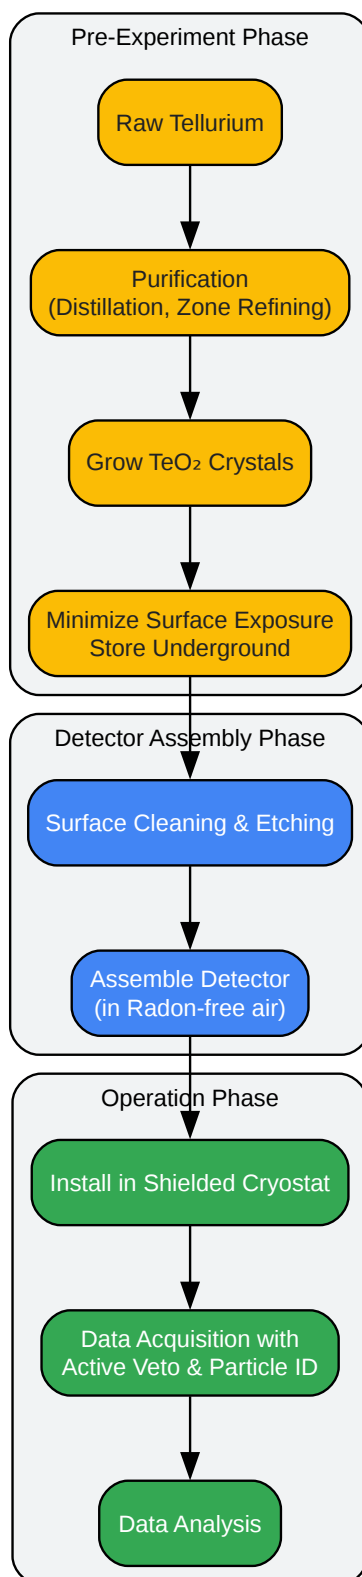 Pre-Experiment Phase
Raw Tellurium
Purification
(Distillation, Zone Refining)
Grow TeO₂ Crystals
Minimize Surface Exposure
Store Underground
Detector Assembly Phase
Surface Cleaning & Etching
Assemble Detector
(in Radon-free air)
Operation Phase
Install in Shielded Cryostat
Data Acquisition with
Active Veto & Particle ID
Data Analysis